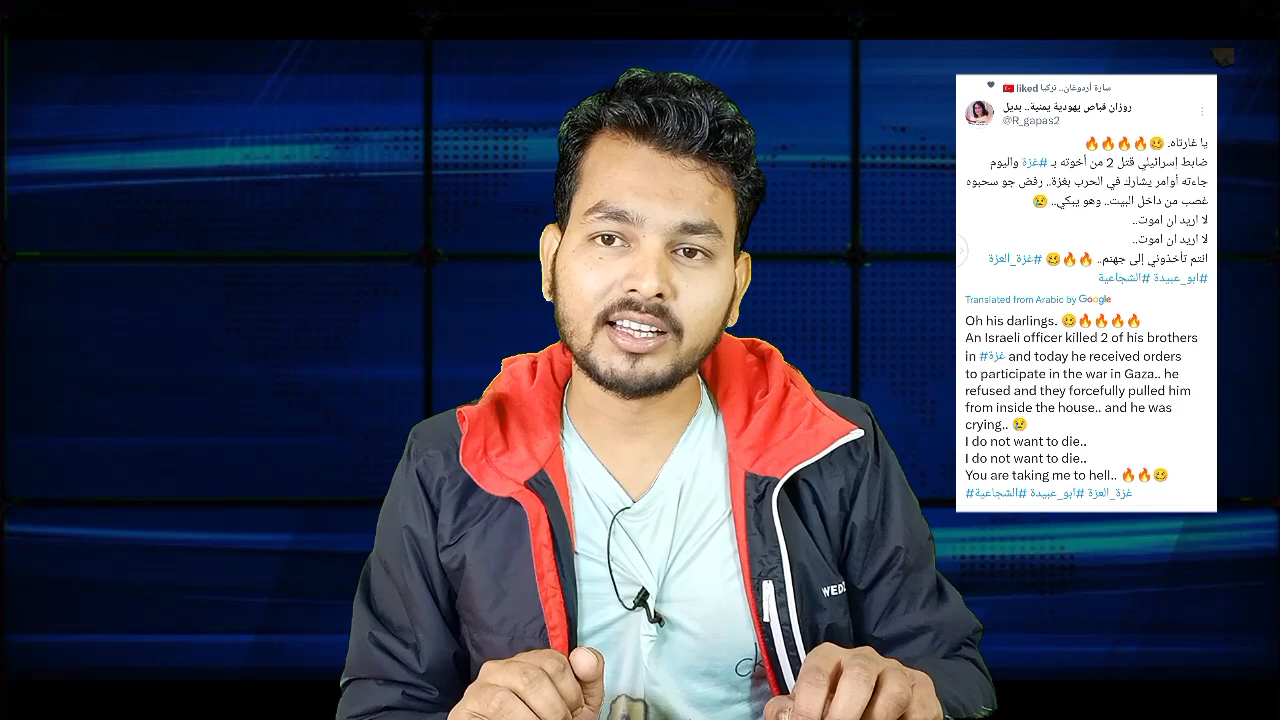 سارة أردوغان.. تركيا liked
روزان قباص يهودية يمنية.. بديل
@R_gapas2
يا غارتاه. 🥴🔥🔥🔥🔥
ضابط إسرائيلي قتل 2 من أخوته بـ #غزة واليوم
جاءته أوامر يشارك في الحرب بغزة.. رفض جو سحبوه
غصب من داخل البيت.. وهو يبكي.. 😢
لا اريد ان اموت..
لا اريد ان اموت..
انتم تأخذوني إلى جهنم.. 🔥🔥🥴 #غزة_العزة
#ابو_عبيدة #الشجاعية
Translated from Arabic by Google
Oh his darlings. 🥴🔥🔥🔥🔥
An Israeli officer killed 2 of his brothers
in #غزة and today he received orders
to participate in the war in Gaza.. he
refused and they forcefully pulled him
from inside the house.. and he was
crying.. 😢
I do not want to die..
I do not want to die..
You are taking me to hell.. 🔥🔥🥴
#غزة_العزة #ابو_عبيدة #الشجاعية